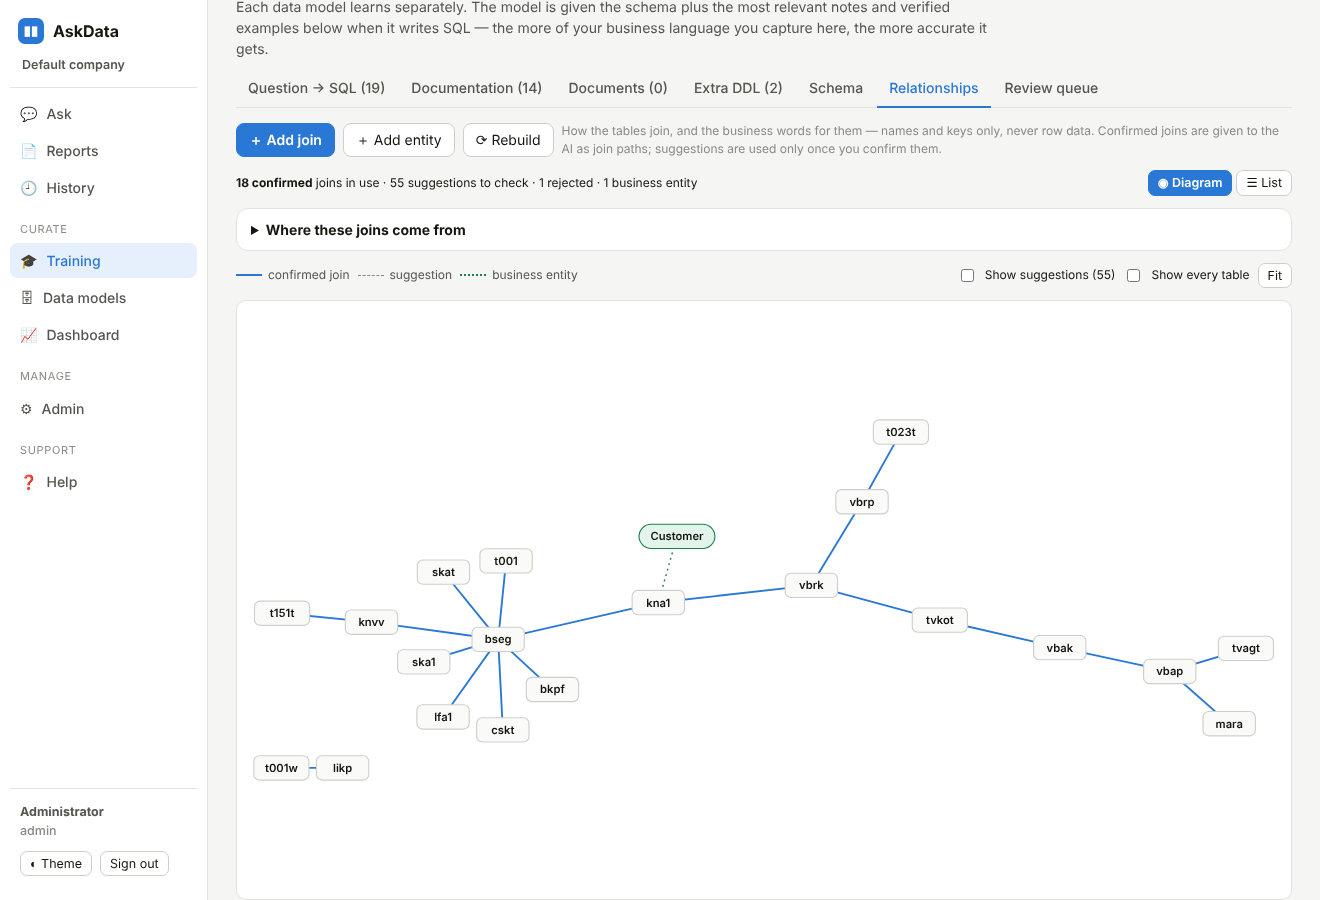 AskData
Default company
Ask
Reports
History
CURATE
Training
Data models
Dashboard
MANAGE
Admin
SUPPORT
Help
Administrator
admin
Theme
Sign out
Each data model learns separately. The model is given the schema plus the most relevant notes and verified
examples below when it writes SQL — the more of your business language you capture here, the more accurate it
gets.
Question → SQL (19)
Documentation (14)
Documents (0)
Extra DDL (2)
Schema
Relationships
Review queue
+ Add join
+ Add entity
⟳ Rebuild
How the tables join, and the business words for them — names and keys only, never row data. Confirmed joins are given to the
AI as join paths; suggestions are used only once you confirm them.
18 confirmed joins in use · 55 suggestions to check · 1 rejected · 1 business entity
◉ Diagram
☰ List
▶ Where these joins come from
confirmed join
suggestion
business entity
Show suggestions (55)
Show every table
Fit
t023t
vbrp
Customer
t001
skat
vbrk
kna1
t151t
knvv
tvkot
bseg
vbak
tvagt
ska1
vbap
bkpf
lfa1
mara
cskt
t001w
likp